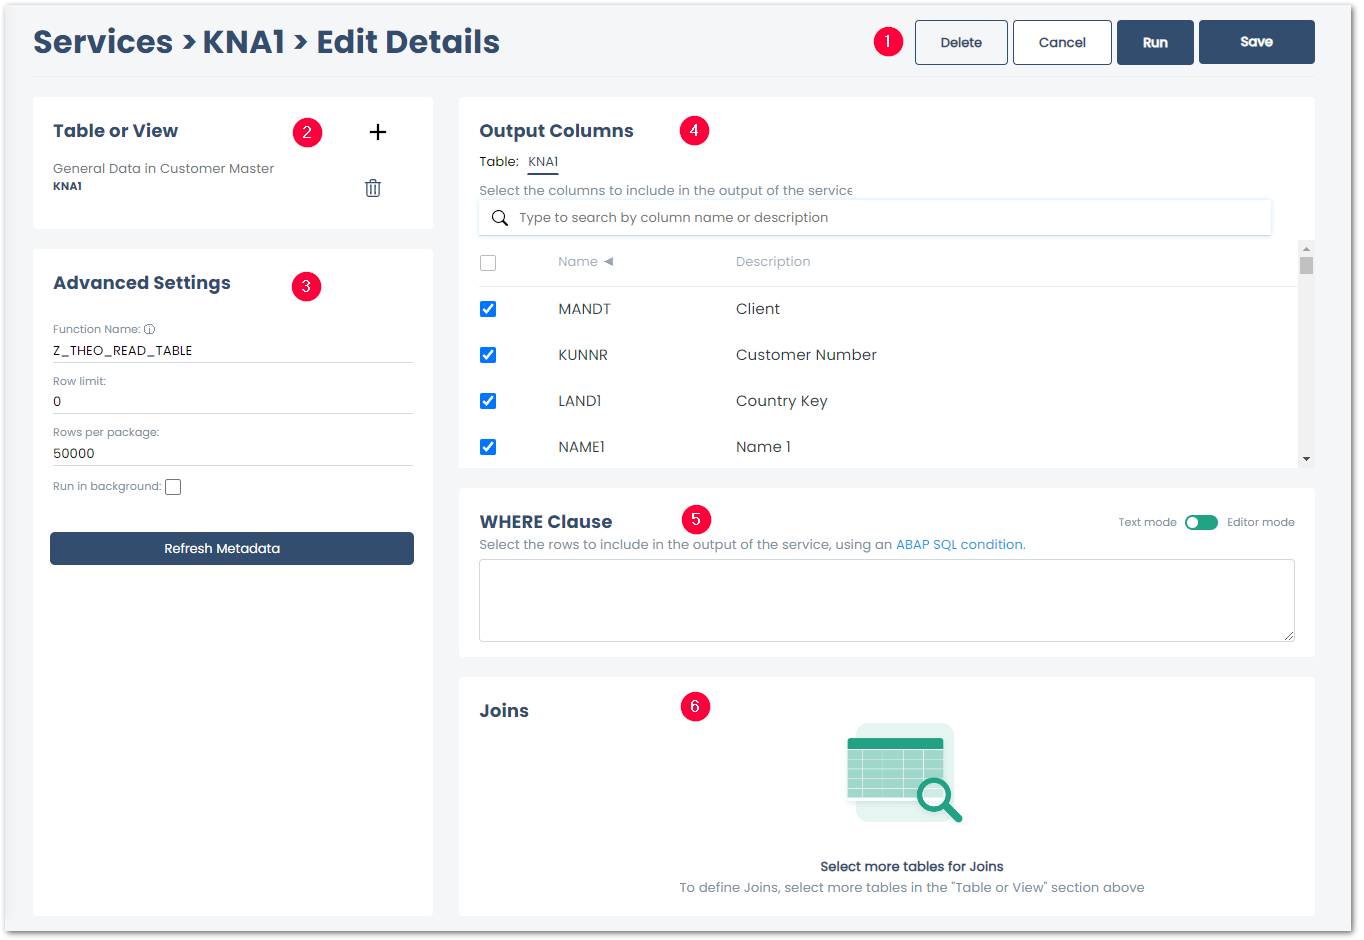 Services > KNA1 > Edit Details
1
Delete
Cancel
Run
Save
Table or View
2
General Data in Customer Master
KNA1
Advanced Settings
3
Function Name:
Z_THEO_READ_TABLE
Row limit:
0
Rows per package:
50000
Run in background:
Refresh Metadata
Output Columns
4
Table: KNA1
Select the columns to include in the output of the service
Type to search by column name or description
Name Description
MANDT Client
KUNNR Customer Number
LAND1 Country Key
NAME1 Name 1
WHERE Clause
5
Text mode Editor mode
Select the rows to include in the output of the service, using an ABAP SQL condition.
Joins
6
Select more tables for Joins
To define Joins, select more tables in the "Table or View" section above